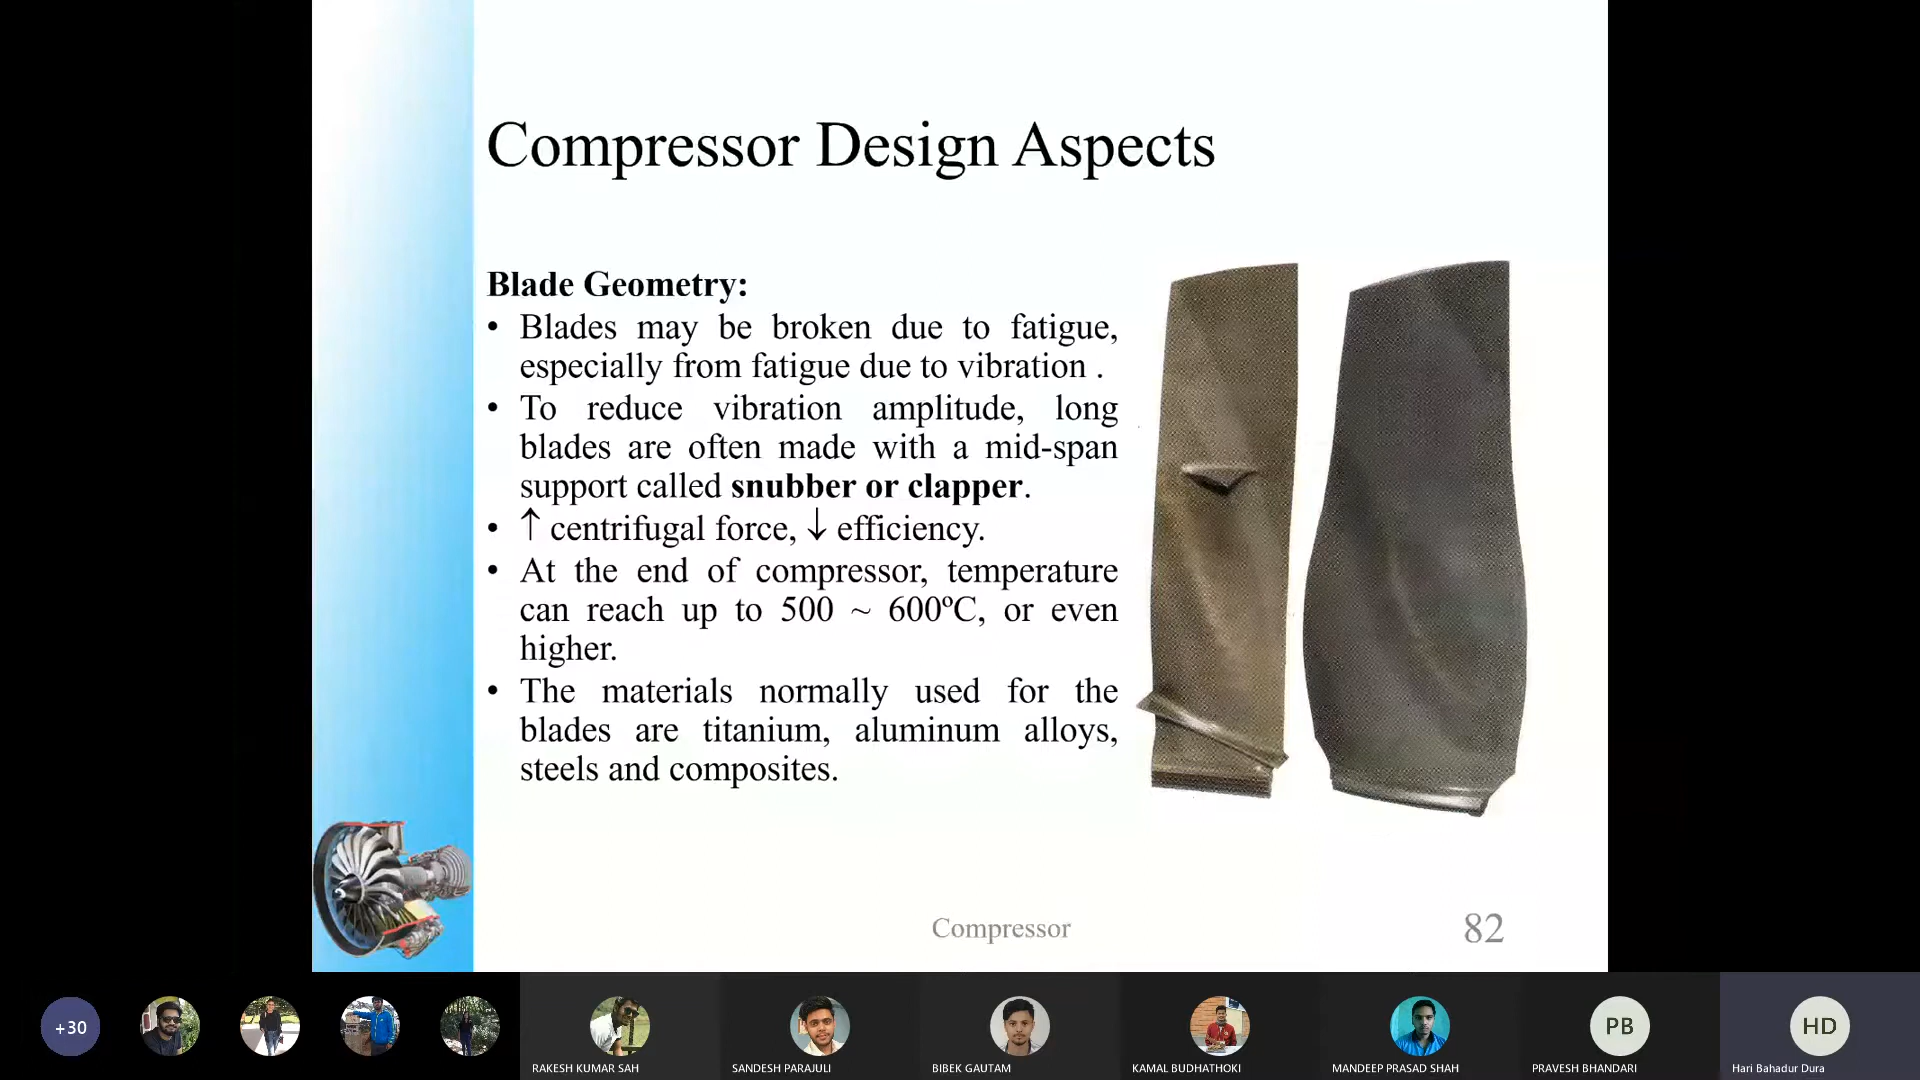 Compressor Design Aspects
Blade Geometry:
• Blades may be broken due to fatigue,
especially from fatigue due to vibration .
• To reduce vibration amplitude, long
blades are often made with a mid-span
support called snubber or clapper.
• ↑ centrifugal force, ↓ efficiency.
• At the end of compressor, temperature
can reach up to 500 ~ 600ºC, or even
higher.
• The materials normally used for the
blades are titanium, aluminum alloys,
steels and composites.
Compressor
82
+30
RAKESH KUMAR SAH
SANDESH PARAJULI
BIBEK GAUTAM
KAMAL BUDHATHOKI
MANDEEP PRASAD SHAH
PB
PRAVESH BHANDARI
HD
Hari Bahadur Dura